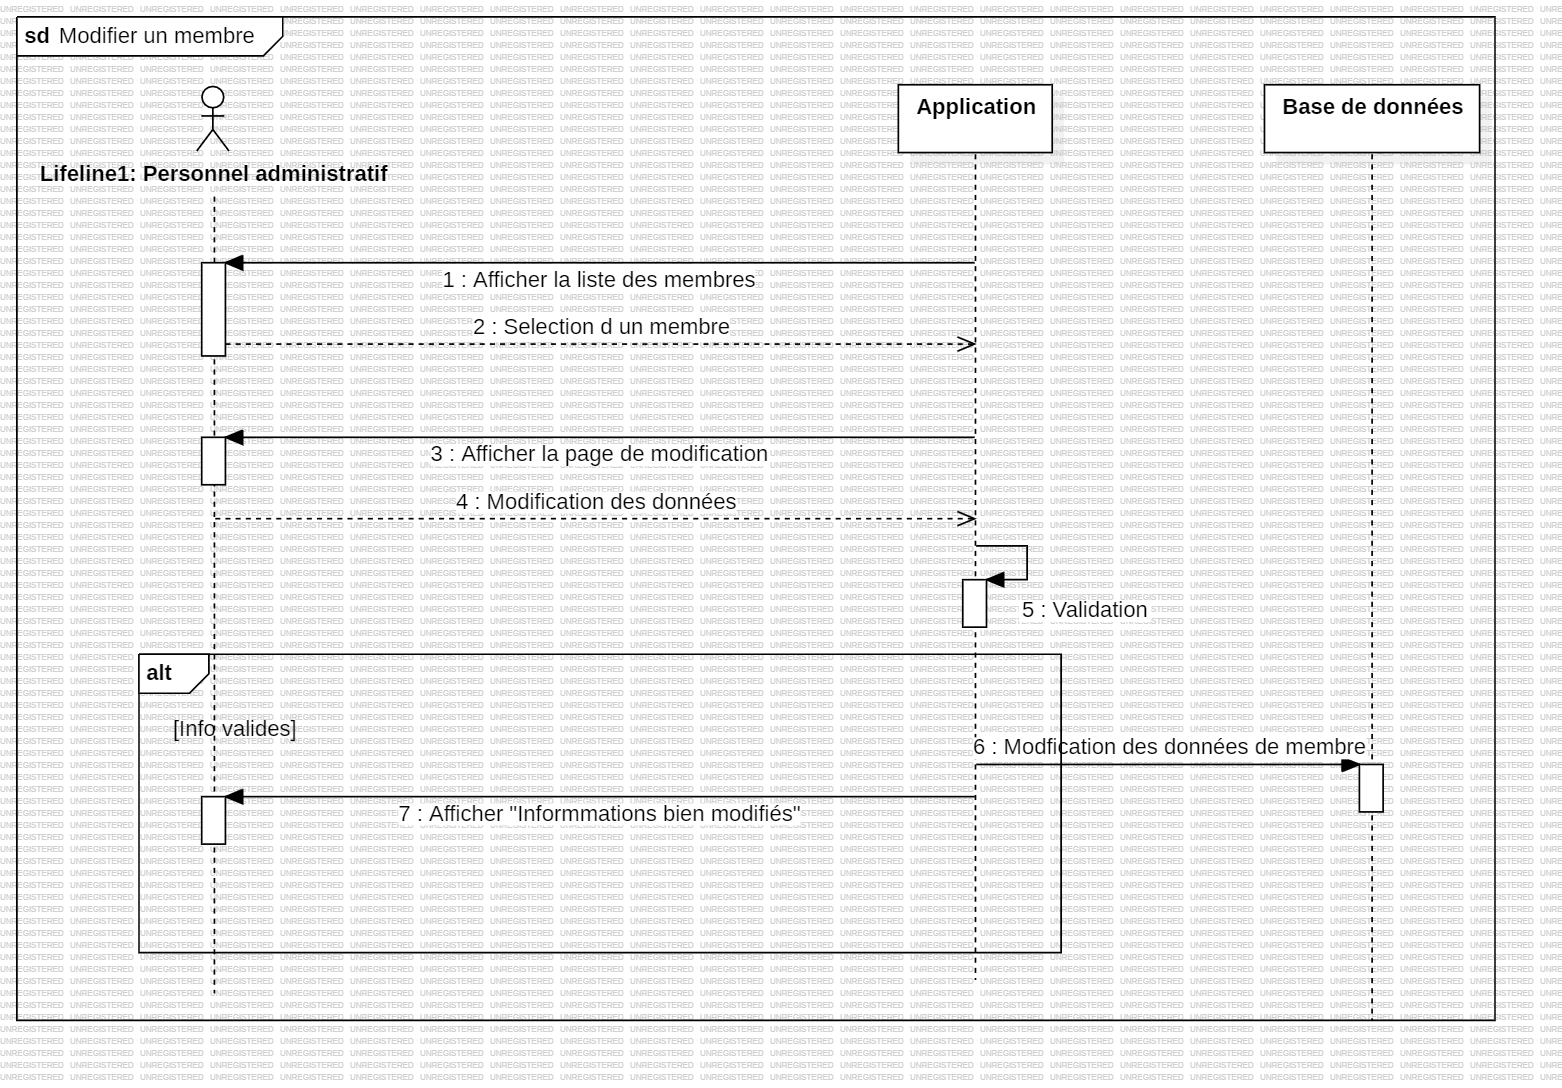 sd Modifier un membre
Application
Base de données
Lifeline1: Personnel administratif
1 : Afficher la liste des membres
2 : Selection d un membre
3 : Afficher la page de modification
4 : Modification des données
5 : Validation
alt
[Info valides]
6 : Modfication des données de membre
7 : Afficher "Informmations bien modifiés"
UNREGISTERED